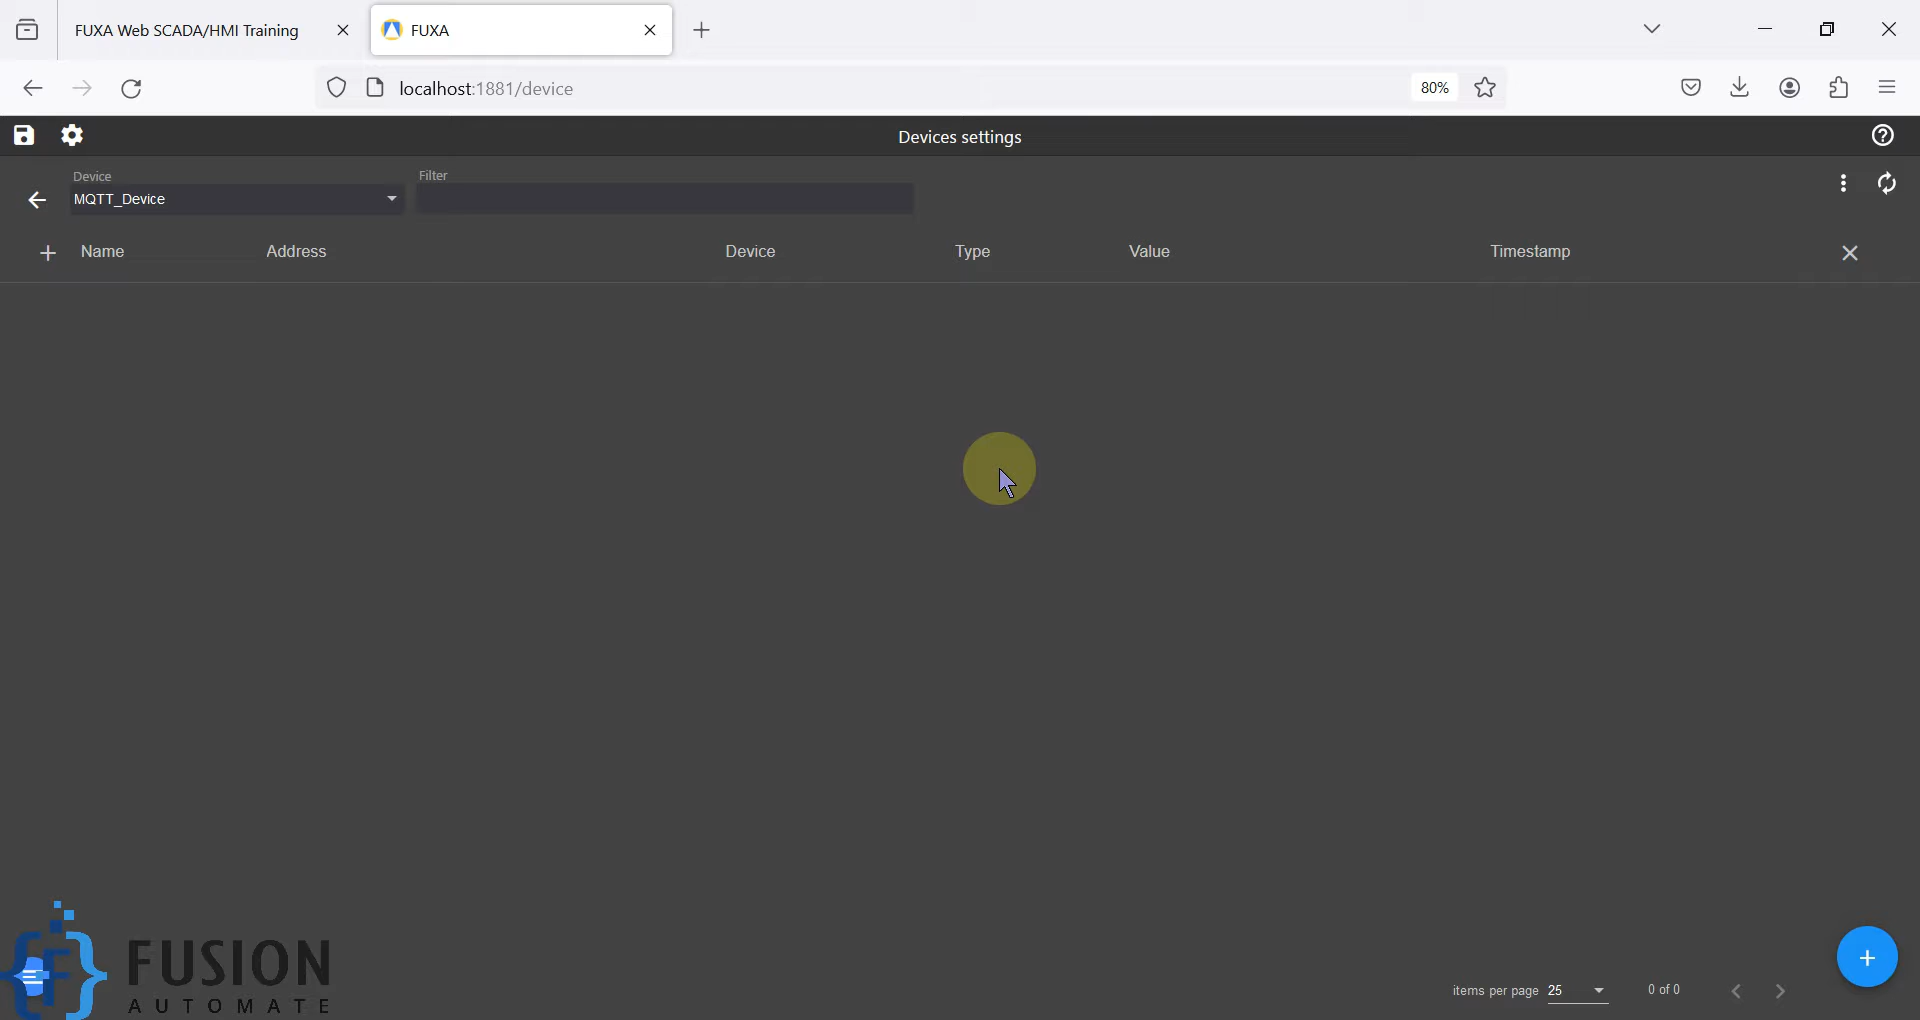 FUXA Web SCADA/HMI Training
FUXA
localhost:1881/device
80%
Devices settings
Device
Filter
MQTT_Device
Name Address Device Type Value Timestamp
FUSION
AUTOMATE
items per page 25 0 of 0